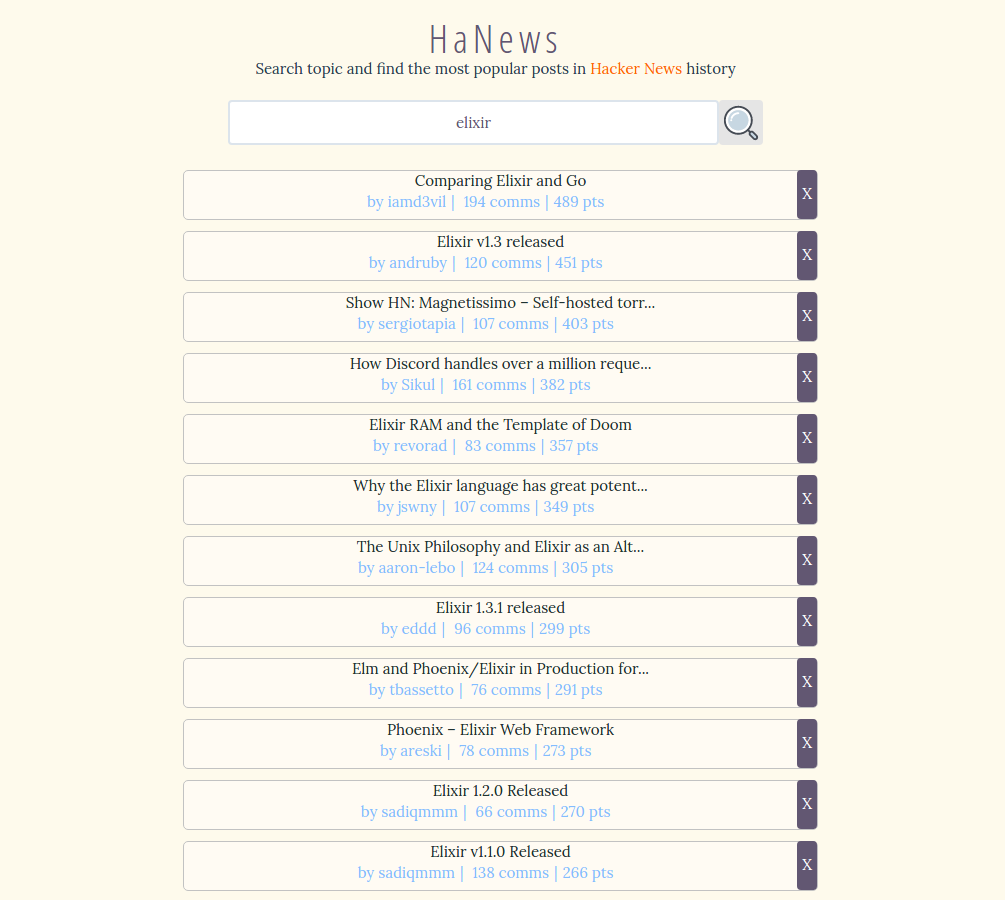 HaNews
Search topic and find the most popular posts in Hacker News history
elixir
Comparing Elixir and Go
by iamd3vil | 194 comms | 489 pts
X
Elixir v1.3 released
by andruby | 120 comms | 451 pts
X
Show HN: Magnetissimo – Self-hosted torr...
by sergiotapia | 107 comms | 403 pts
X
How Discord handles over a million reque...
by Sikul | 161 comms | 382 pts
X
Elixir RAM and the Template of Doom
by revorad | 83 comms | 357 pts
X
Why the Elixir language has great potent...
by jswny | 107 comms | 349 pts
X
The Unix Philosophy and Elixir as an Alt...
by aaron-lebo | 124 comms | 305 pts
X
Elixir 1.3.1 released
by eddd | 96 comms | 299 pts
X
Elm and Phoenix/Elixir in Production for...
by tbassetto | 76 comms | 291 pts
X
Phoenix – Elixir Web Framework
by areski | 78 comms | 273 pts
X
Elixir 1.2.0 Released
by sadiqmmm | 66 comms | 270 pts
X
Elixir v1.1.0 Released
by sadiqmmm | 138 comms | 266 pts
X